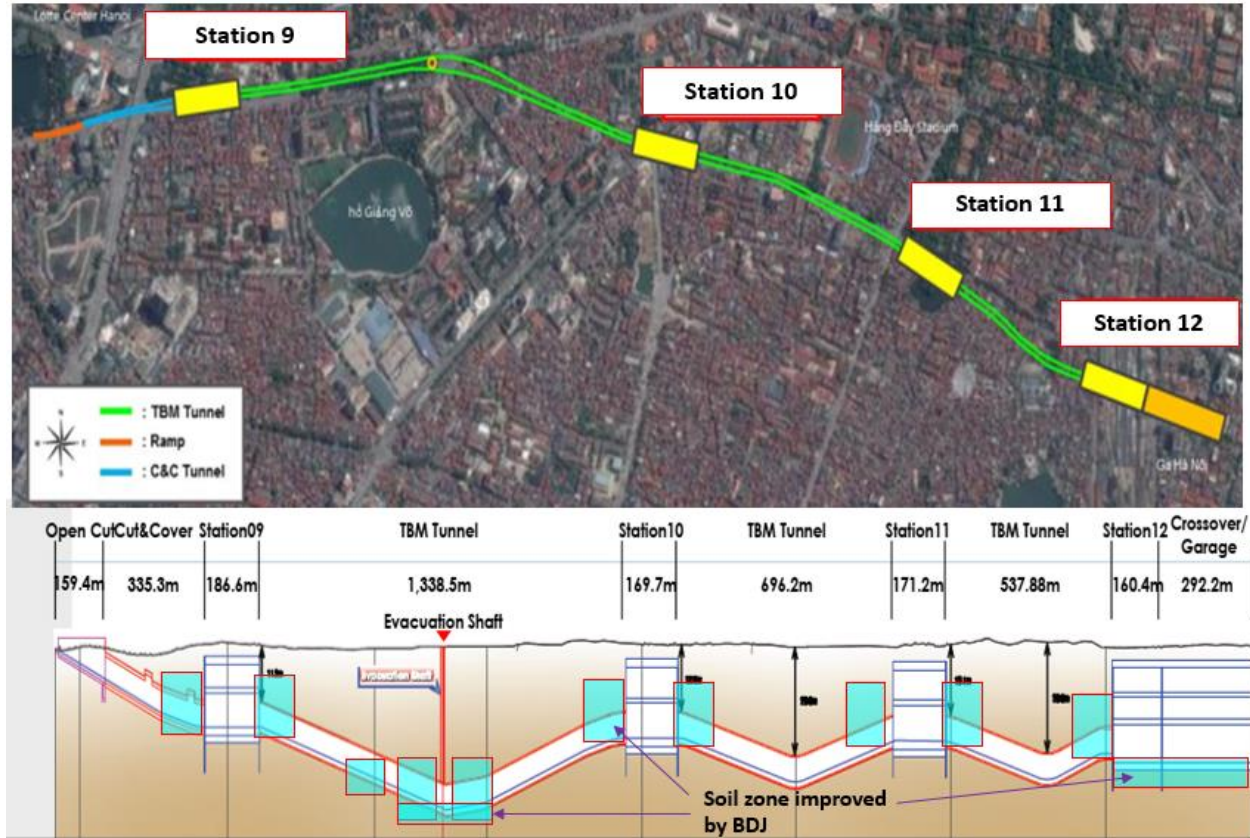 Lotte Center Hanoi
Station 9
Station 10
Hàng Đẫy Stadium
Station 11
hồ Giảng Võ
Station 12
Ga Hà Nội
N
E
S
: TBM Tunnel
: Ramp
: C&C Tunnel
Open Cut Cut&Cover Station09 TBM Tunnel Station10 TBM Tunnel Station11 TBM Tunnel Station12 Crossover/
Garage
159.4m 335.3m 186.6m 1,338.5m 169.7m 696.2m 171.2m 537.88m 160.4m 292.2m
Evacuation Shaft
Evacuation Shaft
Soil zone improved
by BDJ